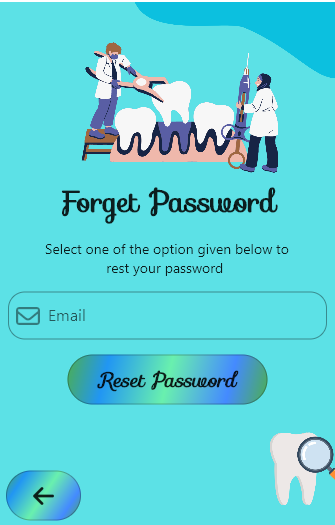 Forget Password
Select one of the option given below to
rest your password
Email
Reset Password